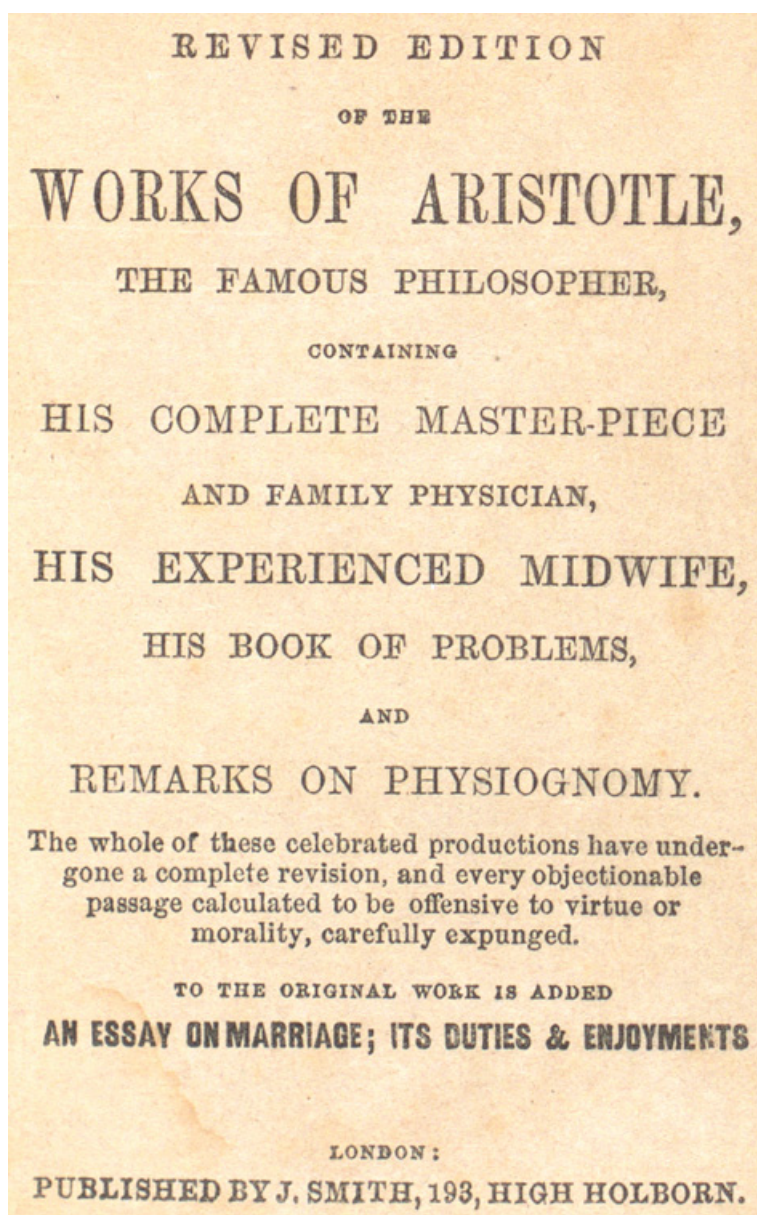 REVISED EDITION
OF THE
WORKS OF ARISTOTLE,
THE FAMOUS PHILOSOPHER,
CONTAINING
HIS COMPLETE MASTER-PIECE
AND FAMILY PHYSICIAN,
HIS EXPERIENCED MIDWIFE,
HIS BOOK OF PROBLEMS,
AND
REMARKS ON PHYSIOGNOMY.
The whole of these celebrated productions have under-
gone a complete revision, and every objectionable
passage calculated to be offensive to virtue or
morality, carefully expunged.
TO THE ORIGINAL WORK IS ADDED
AN ESSAY ON MARRIAGE; ITS DUTIES & ENJOYMENTS
LONDON:
PUBLISHED BY J. SMITH, 193, HIGH HOLBORN.